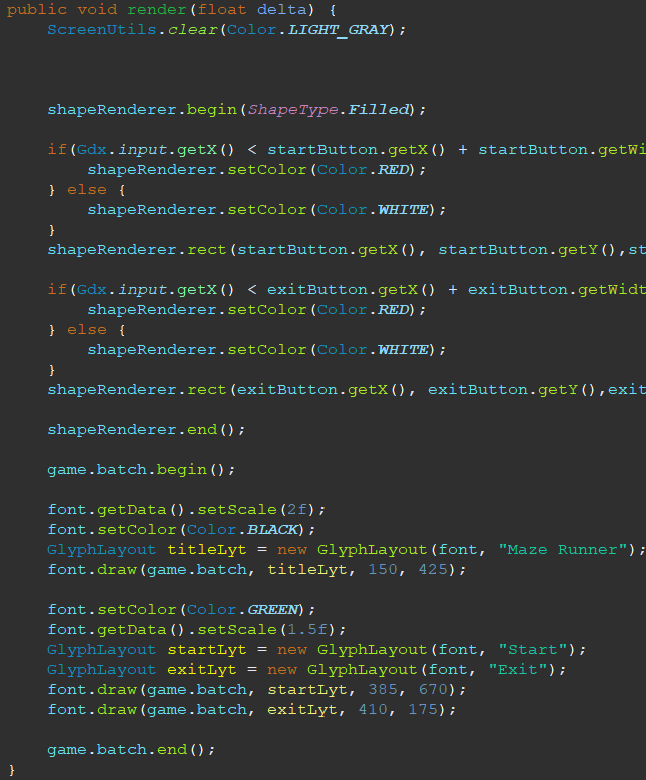 public void render(float delta) {
ScreenUtils.clear(Color.LIGHT_GRAY);
shapeRenderer.begin(ShapeType.Filled);
if(Gdx.input.getX() < startButton.getX() + startButton.getWi
shapeRenderer.setColor(Color.RED);
} else {
shapeRenderer.setColor(Color.WHITE);
}
shapeRenderer.rect(startButton.getX(), startButton.getY(),st
if(Gdx.input.getX() < exitButton.getX() + exitButton.getWidt
shapeRenderer.setColor(Color.RED);
} else {
shapeRenderer.setColor(Color.WHITE);
}
shapeRenderer.rect(exitButton.getX(), exitButton.getY(),exit
shapeRenderer.end();
game.batch.begin();
font.getData().setScale(2f);
font.setColor(Color.BLACK);
GlyphLayout titleLyt = new GlyphLayout(font, "Maze Runner");
font.draw(game.batch, titleLyt, 150, 425);
font.setColor(Color.GREEN);
font.getData().setScale(1.5f);
GlyphLayout startLyt = new GlyphLayout(font, "Start");
GlyphLayout exitLyt = new GlyphLayout(font, "Exit");
font.draw(game.batch, startLyt, 385, 670);
font.draw(game.batch, exitLyt, 410, 175);
game.batch.end();
}